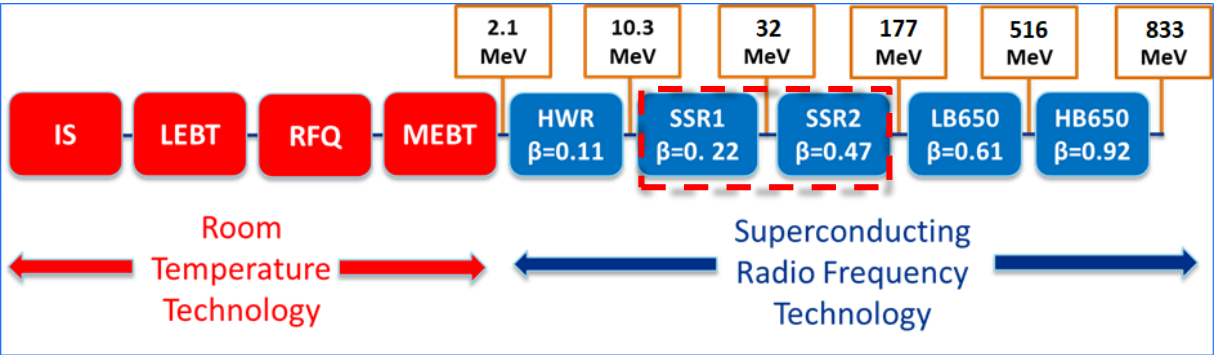 2.1
MeV
10.3
MeV
32
MeV
177
MeV
516
MeV
833
MeV
IS
LEBT
RFQ
MEBT
HWR
β=0.11
SSR1
β=0. 22
SSR2
β=0.47
LB650
β=0.61
HB650
β=0.92
Room
Temperature
Technology
Superconducting
Radio Frequency
Technology